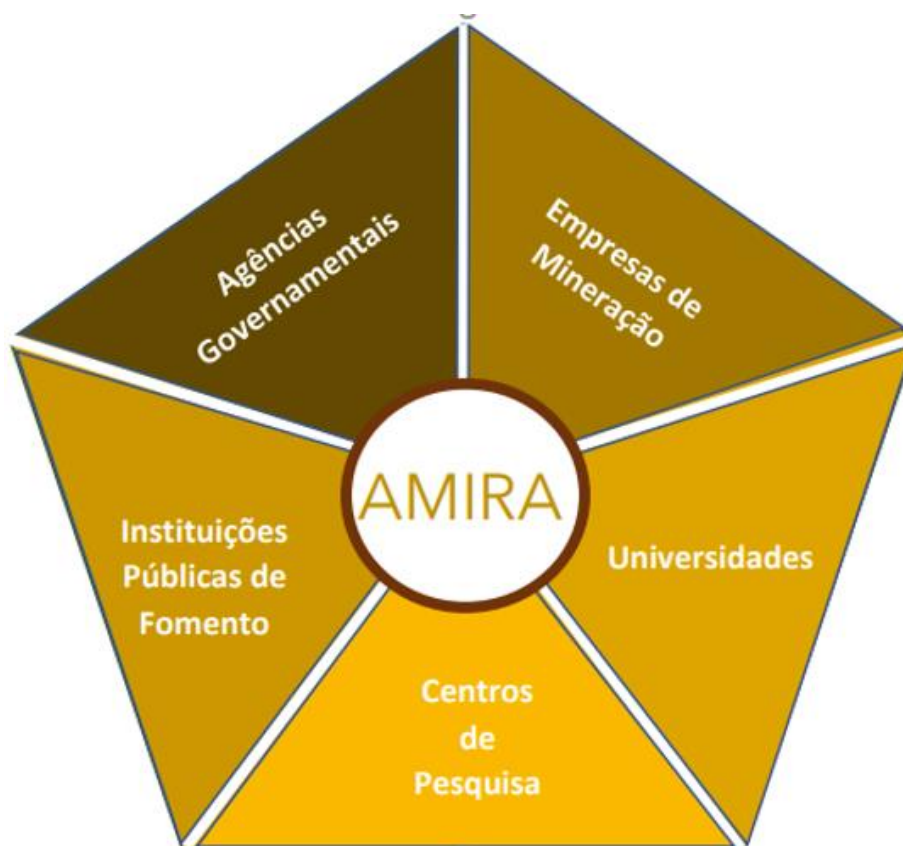 Agências
Governamentais
Empresas de
Mineração
AMIRA
Instituições
Públicas de
Fomento
Universidades
Centros
de
Pesquisa